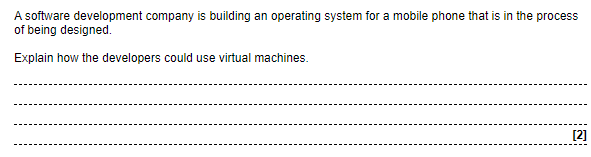 A software development company is building an operating system for a mobile phone that is in the process
of being designed.
Explain how the developers could use virtual machines.
[2]